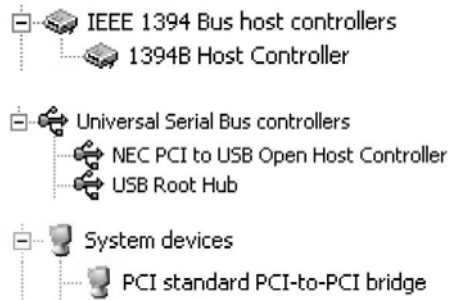 IEEE 1394 Bus host controllers
1394B Host Controller
Universal Serial Bus controllers
NEC PCI to USB Open Host Controller
USB Root Hub
System devices
PCI standard PCI-to-PCI bridge